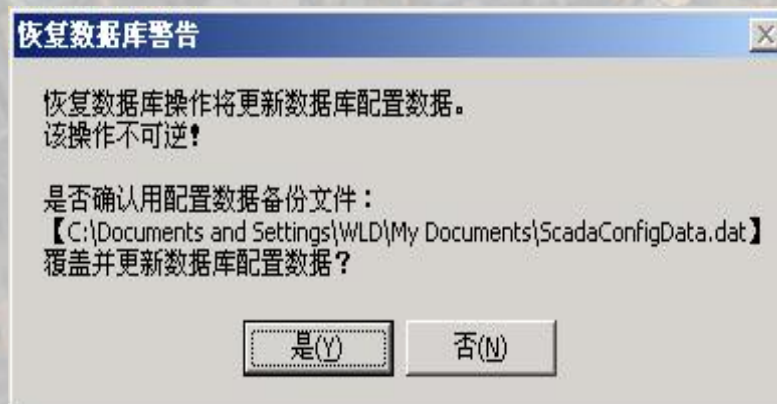 恢复数据库警告
恢复数据库操作将更新数据库配置数据。
该操作不可逆!
是否确认用配置数据备份文件:
【C:\Documents and Settings\WLD\My Documents\ScadaConfigData.dat】
覆盖并更新数据库配置数据?
是(Y) 否(N)